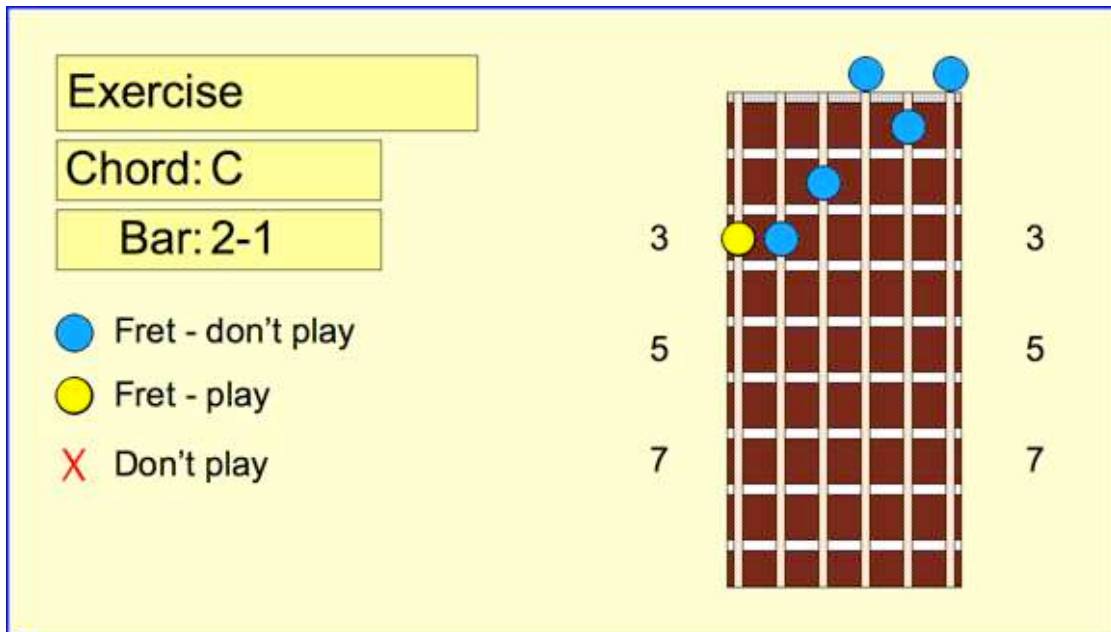 Exercise
Chord: C
Bar: 2-1
Fret - don't play
Fret - play
X Don't play
3 3
5 5
7 7